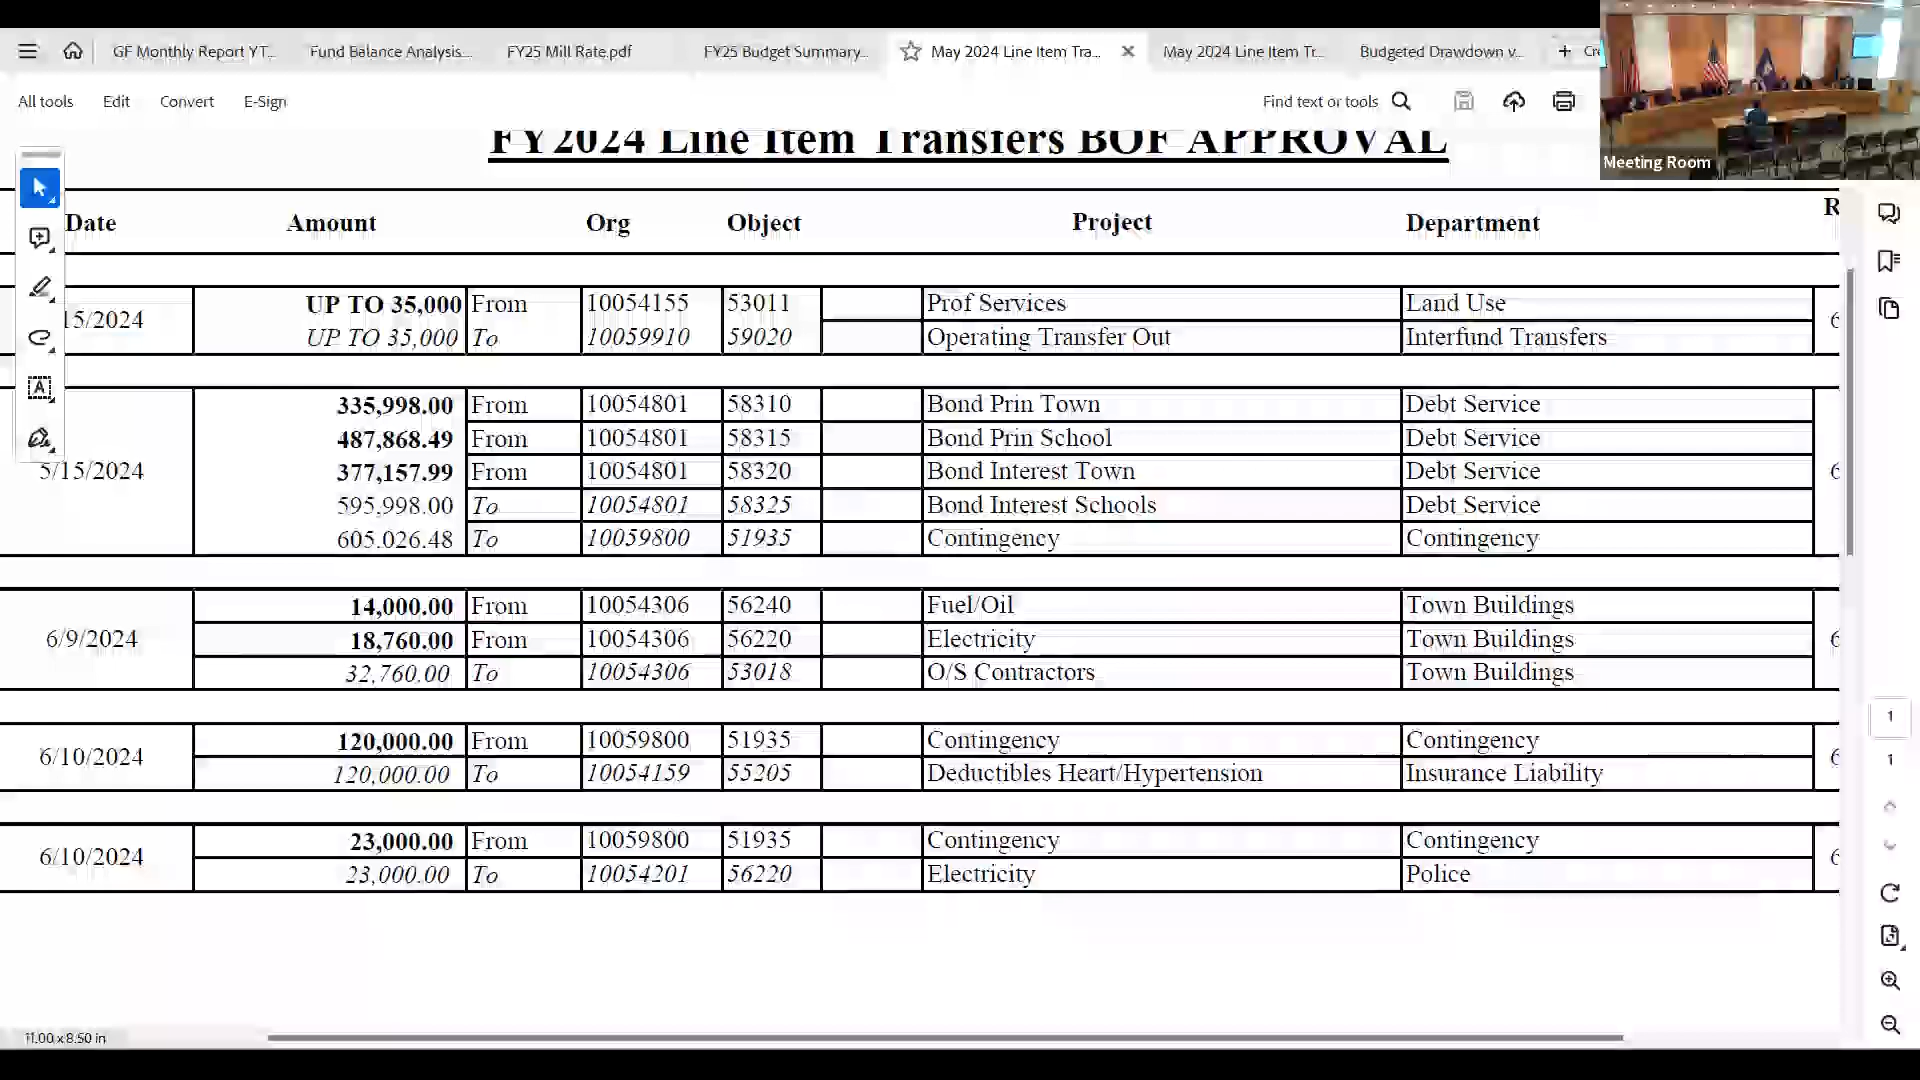 GF Monthly Report YT... Fund Balance Analysis... FY25 Mill Rate.pdf FY25 Budget Summary... May 2024 Line Item Tra... May 2024 Line Item Tr... Budgeted Drawdown v... + Cr
All tools Edit Convert E-Sign Find text or tools
Meeting Room
FY2024 Line Item Transfers BOF APPROVAL
Date Amount Org Object Project Department R
15/2024 UP TO 35,000 From 10054155 53011 Prof Services Land Use 6
UP TO 35,000 To 10059910 59020 Operating Transfer Out Interfund Transfers
335,998.00 From 10054801 58310 Bond Prin Town Debt Service
487,868.49 From 10054801 58315 Bond Prin School Debt Service
5/15/2024 377,157.99 From 10054801 58320 Bond Interest Town Debt Service 6
595,998.00 To 10054801 58325 Bond Interest Schools Debt Service
605.026.48 To 10059800 51935 Contingency Contingency
14,000.00 From 10054306 56240 Fuel/Oil Town Buildings
6/9/2024 18,760.00 From 10054306 56220 Electricity Town Buildings 6
32,760.00 To 10054306 53018 O/S Contractors Town Buildings
6/10/2024 120,000.00 From 10059800 51935 Contingency Contingency 6
120,000.00 To 10054159 55205 Deductibles Heart/Hypertension Insurance Liability
6/10/2024 23,000.00 From 10059800 51935 Contingency Contingency 6
23,000.00 To 10054201 56220 Electricity Police
1
1
11.00 x 8.50 in